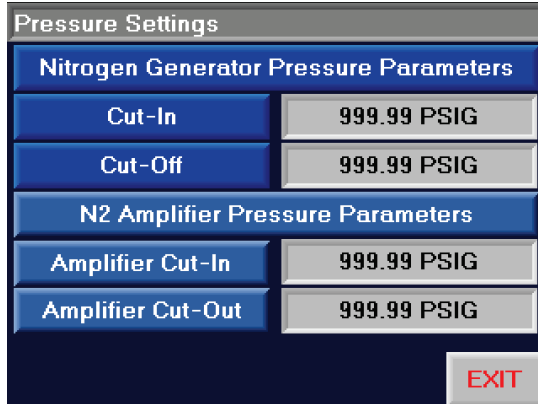 Pressure Settings
Nitrogen Generator Pressure Parameters
Cut-In 999.99 PSIG
Cut-Off 999.99 PSIG
N2 Amplifier Pressure Parameters
Amplifier Cut-In 999.99 PSIG
Amplifier Cut-Out 999.99 PSIG
EXIT